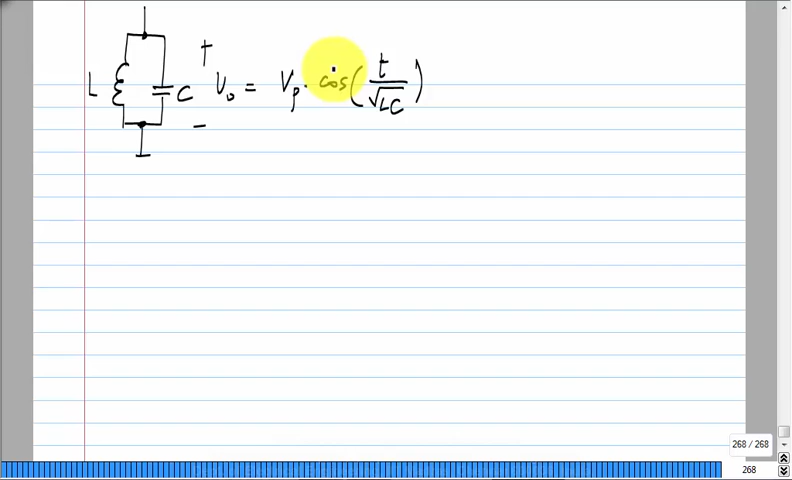 L C + V₀ = Vₚ · cos(t/√LC)
−
268 / 268
268